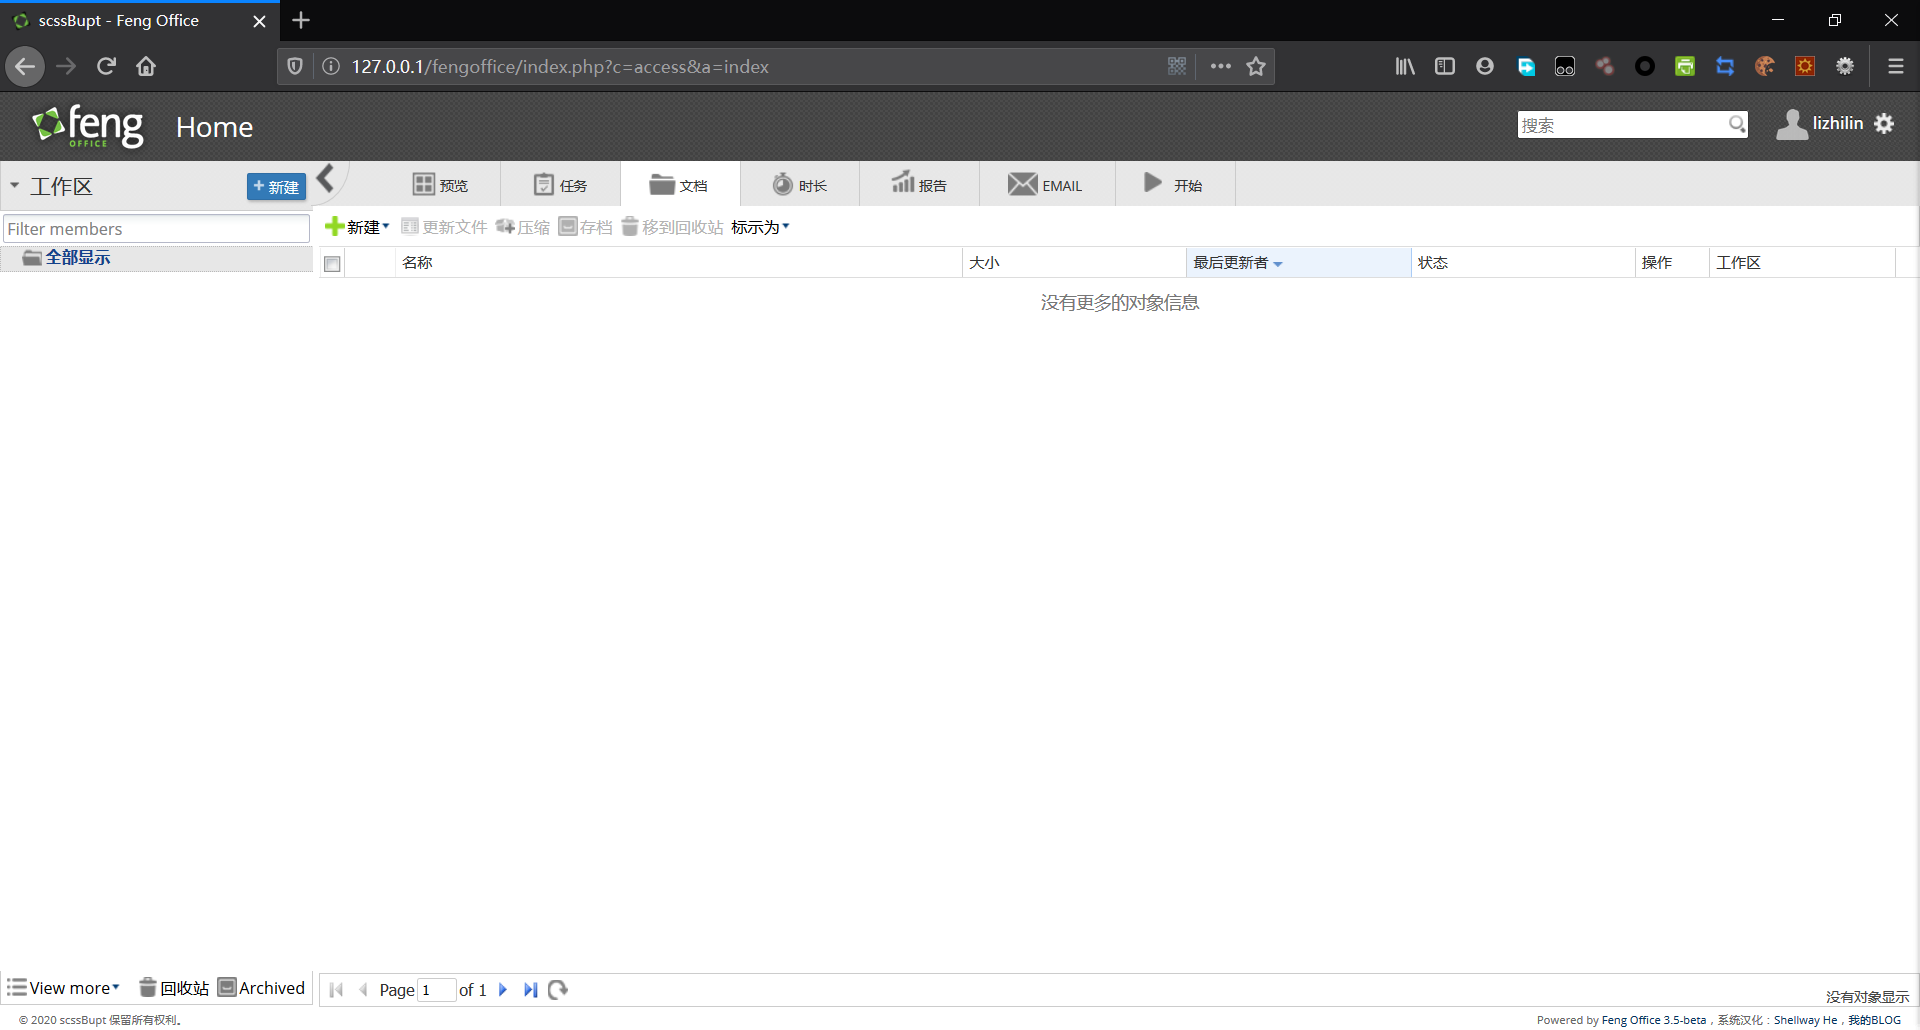 scssBupt - Feng Office
127.0.0.1/fengoffice/index.php?c=access&a=index
feng OFFICE Home 搜索 lizhilin
工作区 + 新建 预览 任务 文档 时长 报告 EMAIL 开始
新建 更新文件 压缩 存档 移到回收站 标示为
Filter members
全部显示 名称 大小 最后更新者 状态 操作 工作区
没有更多的对象信息
View more 回收站 Archived Page 1 of 1 没有对象显示
© 2020 scssBupt 保留所有权利。 Powered by Feng Office 3.5-beta，系统汉化：Shellway He，我的BLOG